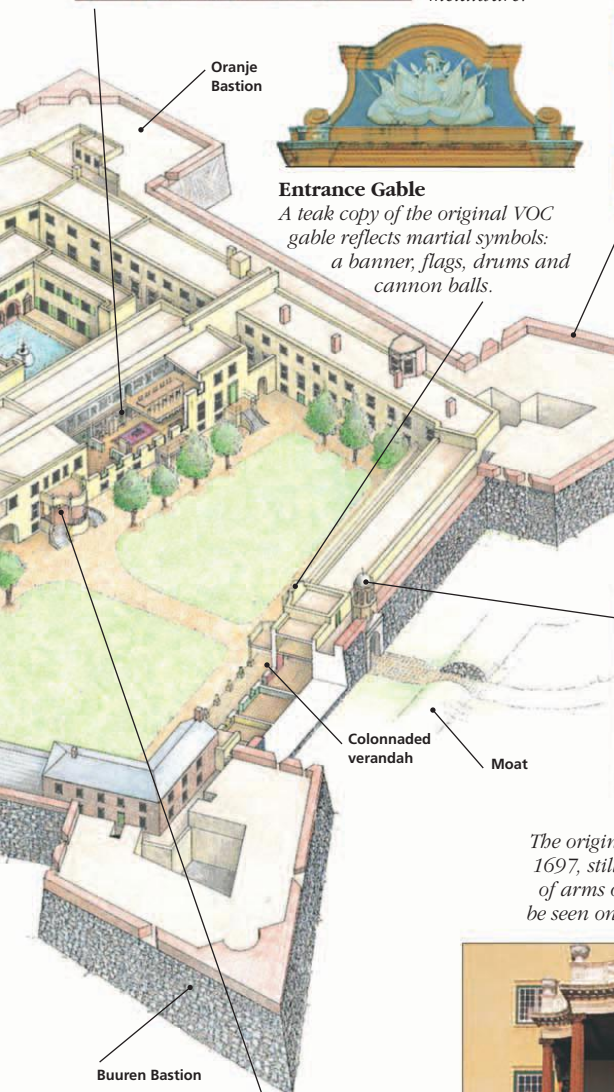 Oranje
Bastion
Entrance Gable
A teak copy of the original VOC
gable reflects martial symbols:
a banner, flags, drums and
cannon balls.
Colonnaded
verandah
Moat
The origin
1697, still
of arms o
be seen on
Buuren Bastion